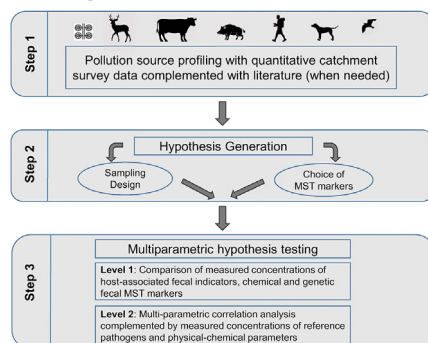 Step 1
Pollution source profiling with quantitative catchment
survey data complemented with literature (when needed)
Step 2
Hypothesis Generation
Sampling
Design
Choice of
MST markers
Step 3
Multiparametric hypothesis testing
Level 1: Comparison of measured concentrations of
host-associated fecal indicators, chemical and genetic
fecal MST markers
Level 2: Multi-parametric correlation analysis
complemented by measured concentrations of reference
pathogens and physical-chemical parameters